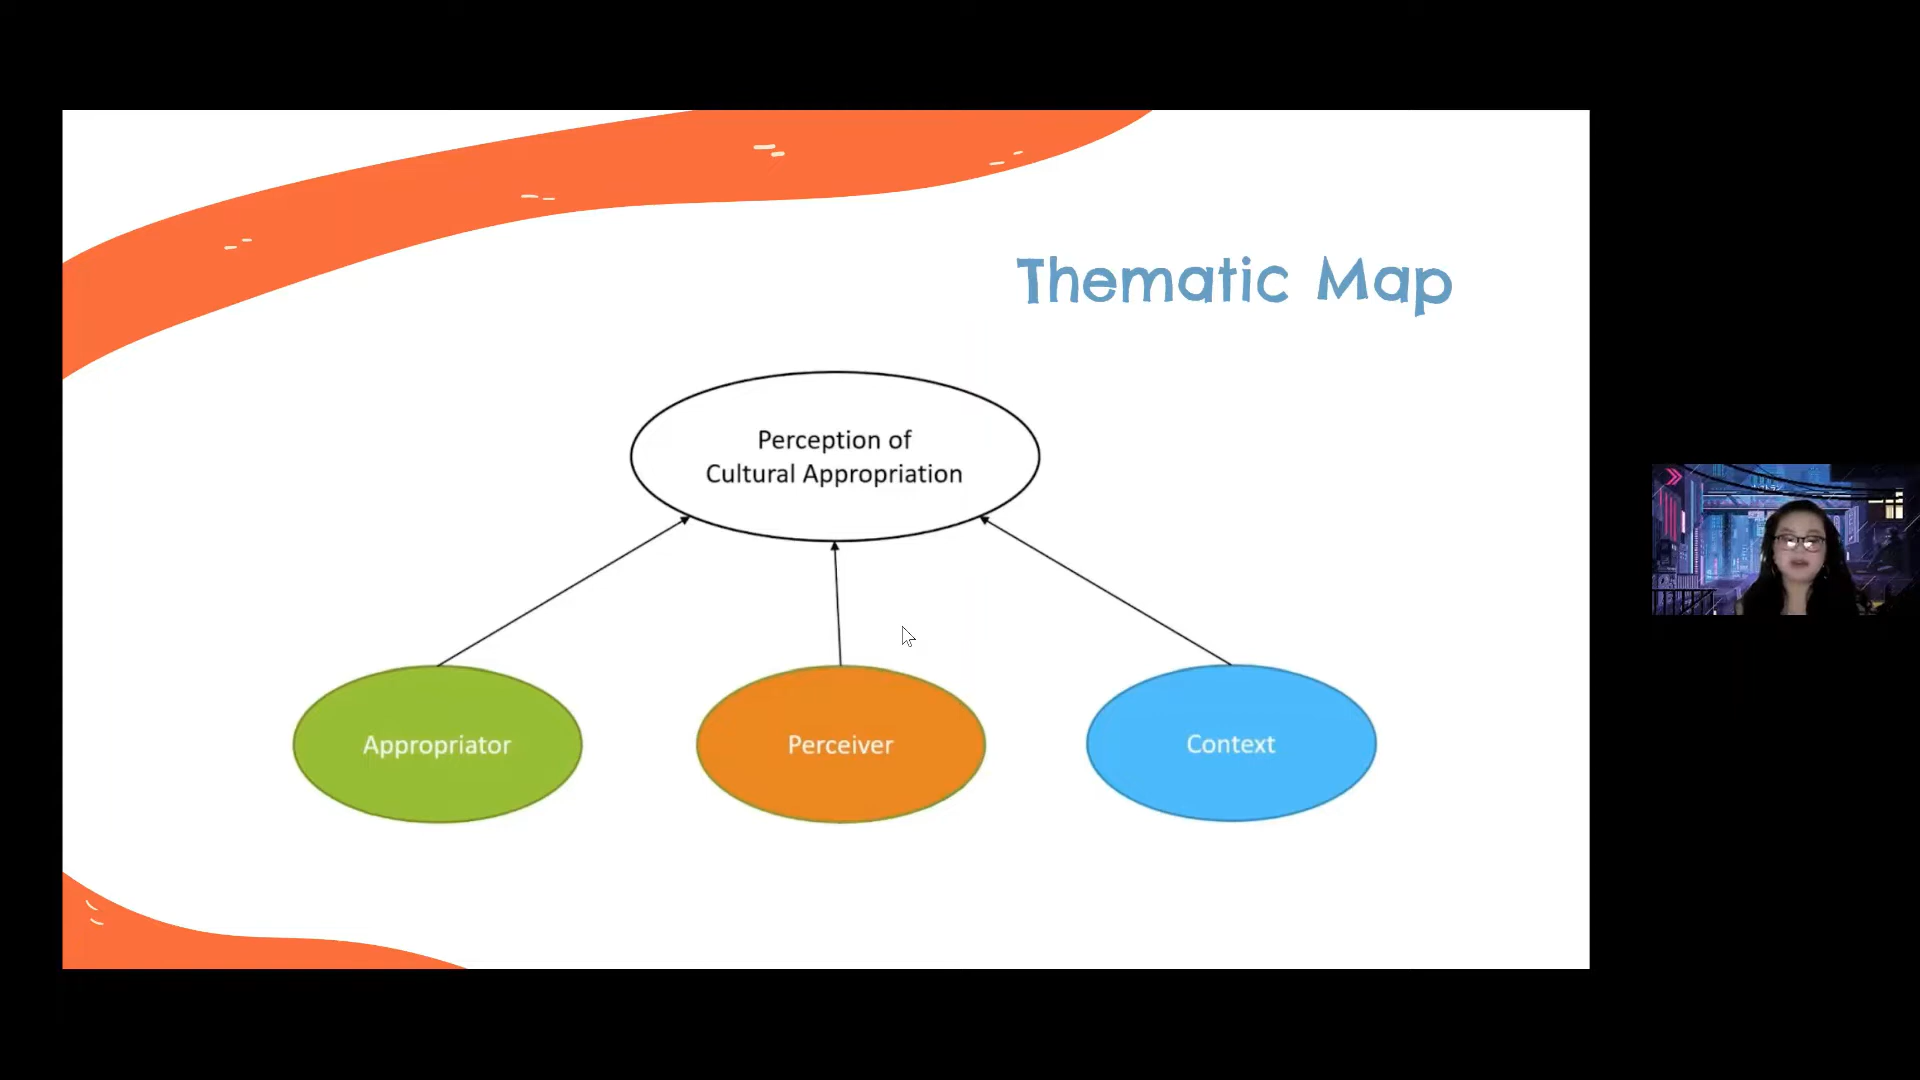 Thematic Map
Perception of
Cultural Appropriation
Appropriator
Perceiver
Context